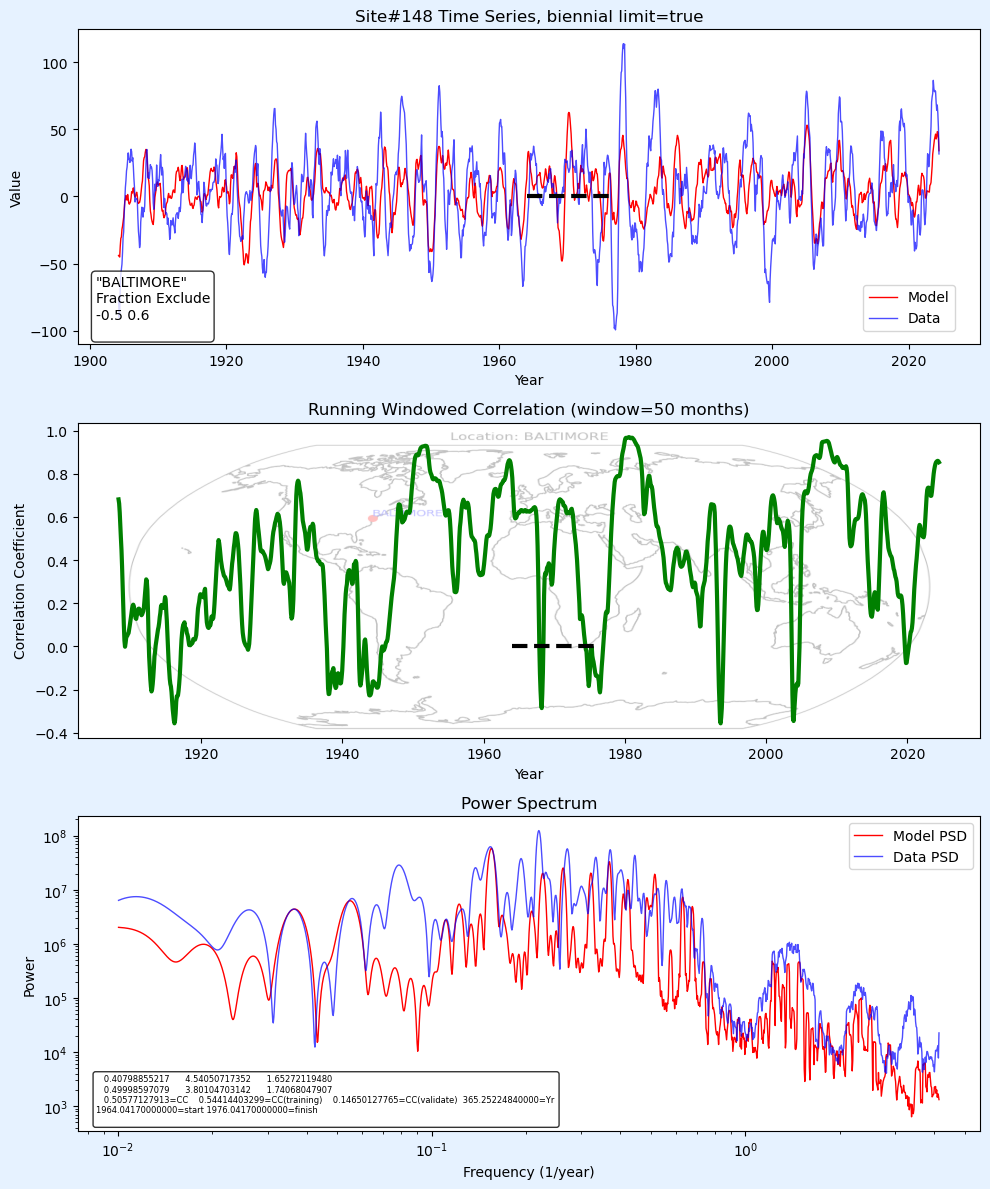 Site#148 Time Series, biennial limit=true
100
50
0
−50
−100
Value
"BALTIMORE"
Fraction Exclude
-0.5 0.6
Model
Data
1900
1920
1940
1960
1980
2000
2020
Year
Running Windowed Correlation (window=50 months)
Location: BALTIMORE
BALTIMORE
1.0
0.8
0.6
0.4
0.2
0.0
−0.2
−0.4
Correlation Coefficient
1920
1940
1960
1980
2000
2020
Year
Power Spectrum
Model PSD
Data PSD
10^8
10^7
10^6
10^5
10^4
10^3
Power
0.40798855217 4.54050717352 1.65272119480
0.49998597079 3.80104703142 1.74068047907
0.50577127913=CC 0.54414403299=CC(training) 0.14650127765=CC(validate) 365.25224840000=Yr
1964.04170000000=start 1976.04170000000=finish
10^−2
10^−1
10^0
Frequency (1/year)